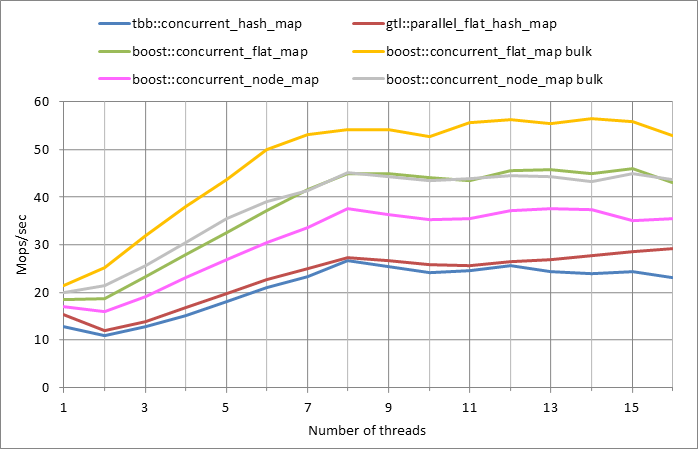 tbb::concurrent_hash_map gtl::parallel_flat_hash_map
boost::concurrent_flat_map boost::concurrent_flat_map bulk
boost::concurrent_node_map boost::concurrent_node_map bulk
60
50
40
30
20
10
0
Mops/sec
1 3 5 7 9 11 13 15
Number of threads